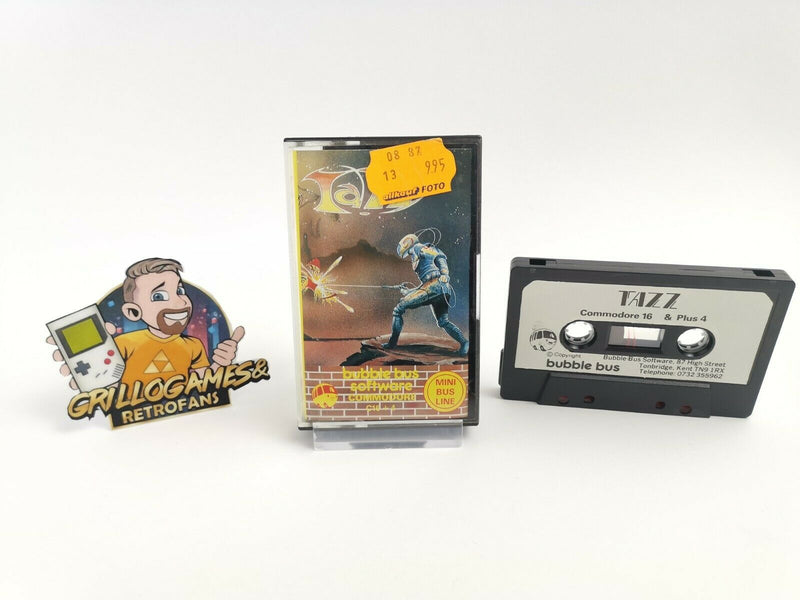 GRILLOGAMES&
RETROFANS
08 87
13 995
allkauf FOTO
Tazz
bubble bus
software
COMMODORE
MINI
BUS
LINE
TAZZ
Commodore 16 & Plus 4
© Copyright
bubble bus
Bubble Bus Software, 87 High Street
Tonbridge, Kent TN9 1RX
Telephone: 0732 355962